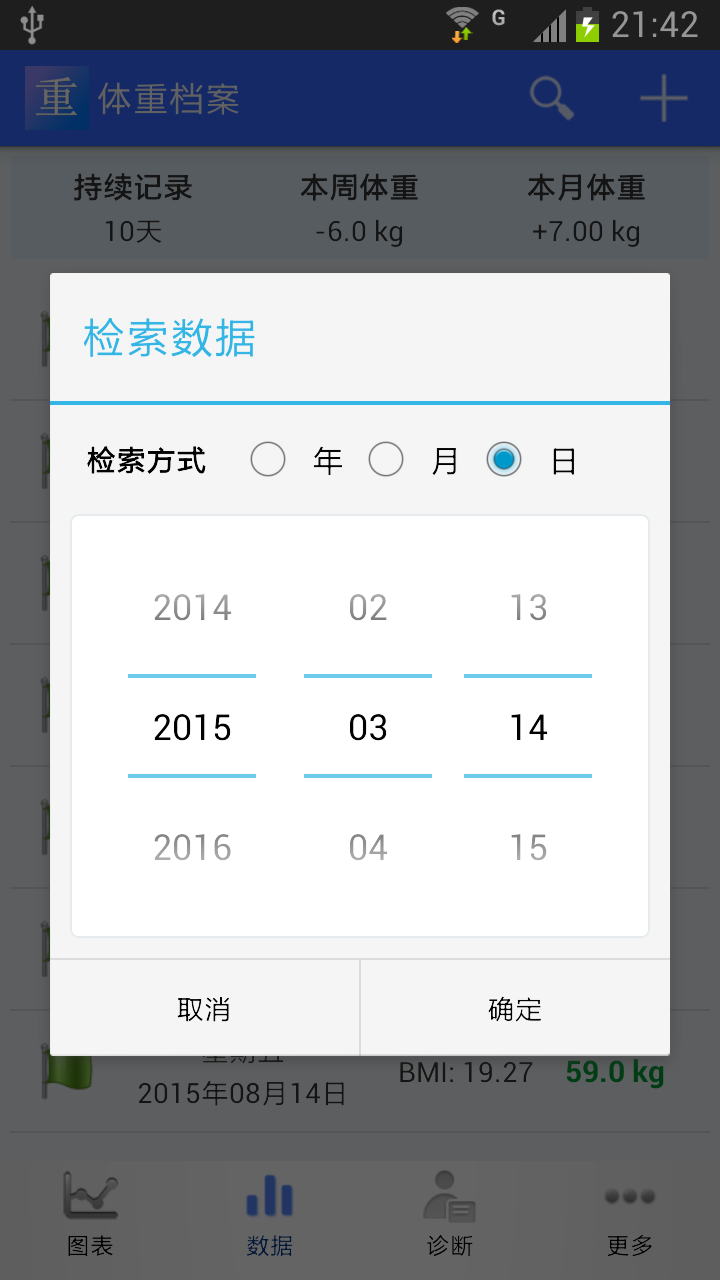 G 21:42
重 体重档案
持续记录 本周体重 本月体重
10天 -6.0 kg +7.00 kg
检索数据
检索方式 年 月 日
2014 02 13
2015 03 14
2016 04 15
取消 确定
星期五
BMI: 19.27 59.0 kg
2015年08月14日
图表 数据 诊断 更多